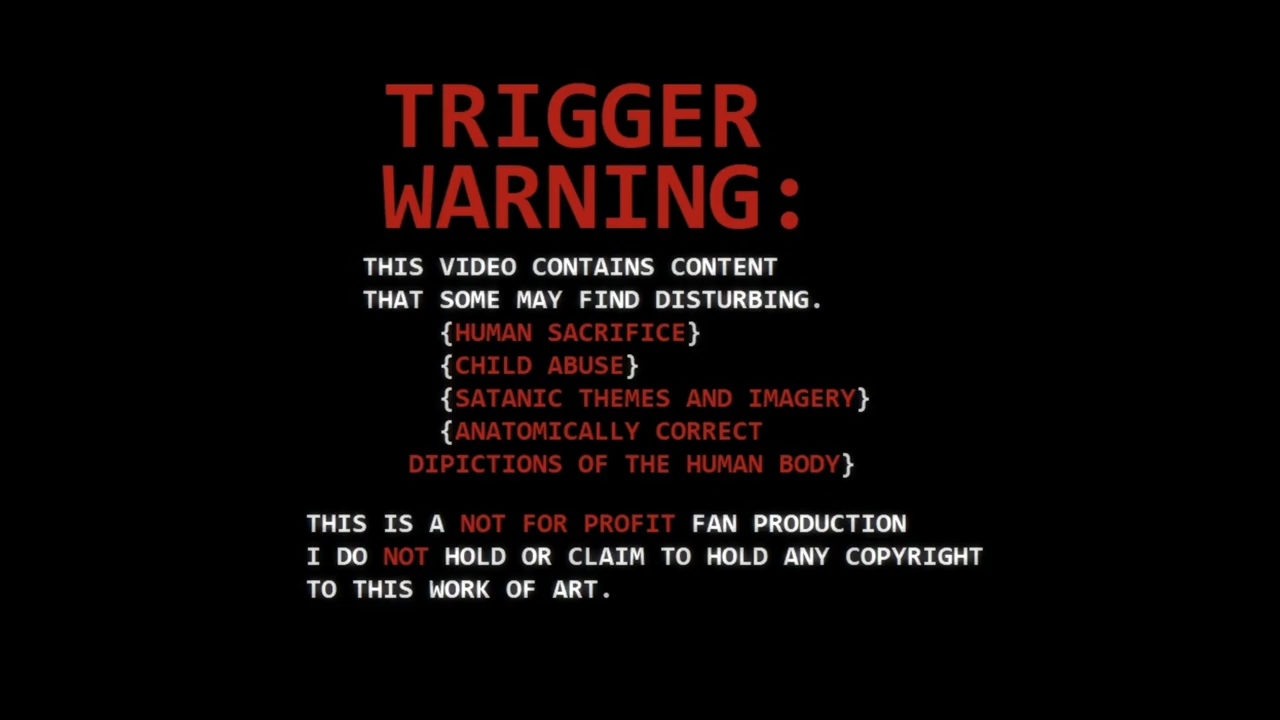 TRIGGER
WARNING:
THIS VIDEO CONTAINS CONTENT
THAT SOME MAY FIND DISTURBING.
{HUMAN SACRIFICE}
{CHILD ABUSE}
{SATANIC THEMES AND IMAGERY}
{ANATOMICALLY CORRECT
DIPICTIONS OF THE HUMAN BODY}
THIS IS A NOT FOR PROFIT FAN PRODUCTION
I DO NOT HOLD OR CLAIM TO HOLD ANY COPYRIGHT
TO THIS WORK OF ART.